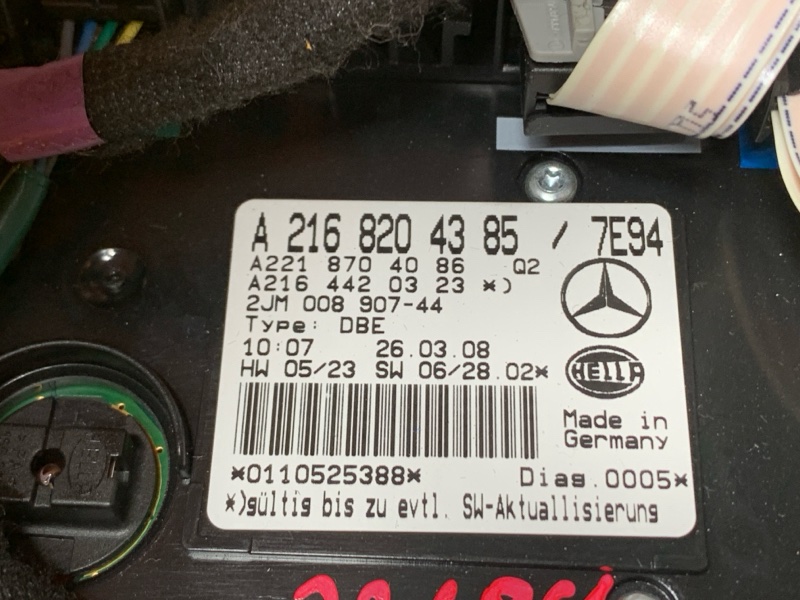 A 216 820 43 85 / 7E94
A221 870 40 86 Q2
A216 442 03 23 *)
2JM 008 907-44
Type: DBE
10:07 26.03.08
HW 05/23 SW 06/28.02*
HELLA
Made in
Germany
*0110525388* Diag.0005*
*)gültig bis zu evtl. SW-Aktuallisierung